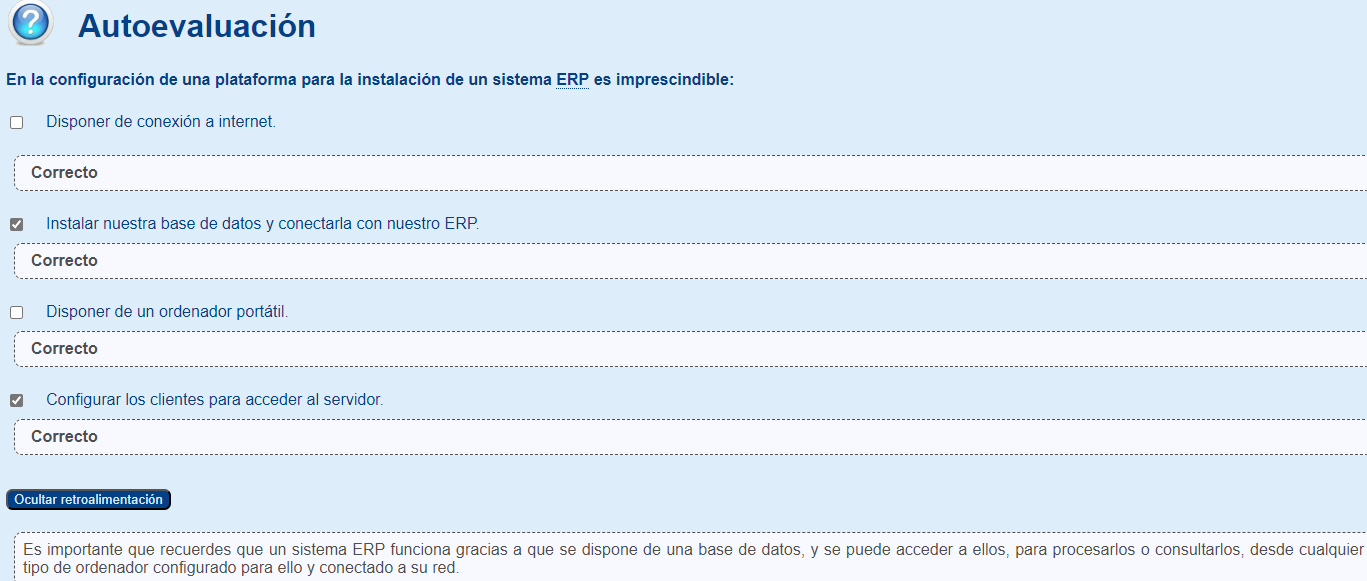 Autoevaluación
En la configuración de una plataforma para la instalación de un sistema ERP es imprescindible:
Disponer de conexión a internet.
Correcto
Instalar nuestra base de datos y conectarla con nuestro ERP.
Correcto
Disponer de un ordenador portátil.
Correcto
Configurar los clientes para acceder al servidor.
Correcto
Ocultar retroalimentación
Es importante que recuerdes que un sistema ERP funciona gracias a que se dispone de una base de datos, y se puede acceder a ellos, para procesarlos o consultarlos, desde cualquier
tipo de ordenador configurado para ello y conectado a su red.